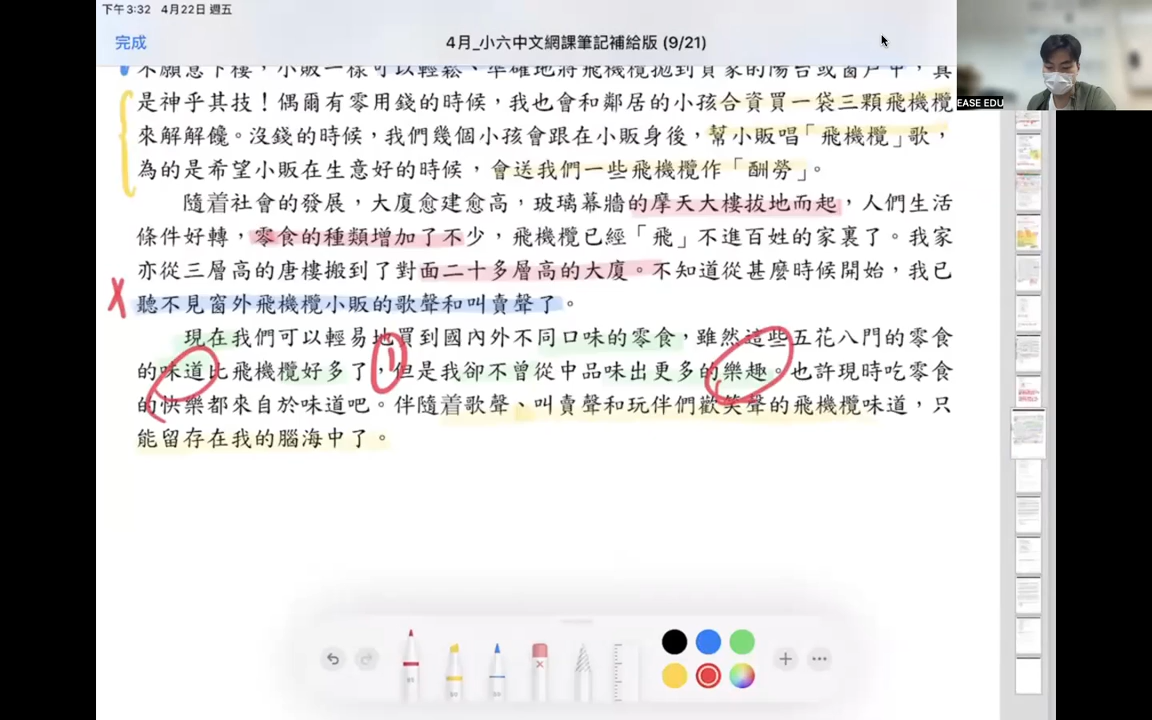 下午3:32 4月22日 週五
完成
4月_小六中文網課筆記補給版 (9/21)
EASE EDU
不願意下樓，小販一樣可以輕鬆、準確地將飛機欖拋到買家的陽台或窗戶中，真
是神乎其技！偶爾有零用錢的時候，我也會和鄰居的小孩合資買一袋三顆飛機欖
來解解饞。沒錢的時候，我們幾個小孩會跟在小販身後，幫小販唱「飛機欖」歌，
為的是希望小販在生意好的時候，會送我們一些飛機欖作「酬勞」。
隨着社會的發展，大廈愈建愈高，玻璃幕牆的摩天大樓拔地而起，人們生活
條件好轉，零食的種類增加了不少，飛機欖已經「飛」不進百姓的家裏了。我家
亦從三層高的唐樓搬到了對面二十多層高的大廈。不知道從甚麼時候開始，我已
X
聽不見窗外飛機欖小販的歌聲和叫賣聲了。
現在我們可以輕易地買到國內外不同口味的零食，雖然這些五花八門的零食
的味道比飛機欖好多了，但是我卻不曾從中品味出更多的樂趣。也許現時吃零食
的快樂都來自於味道吧。伴隨着歌聲、叫賣聲和玩伴們歡笑聲的飛機欖味道，只
能留存在我的腦海中了。